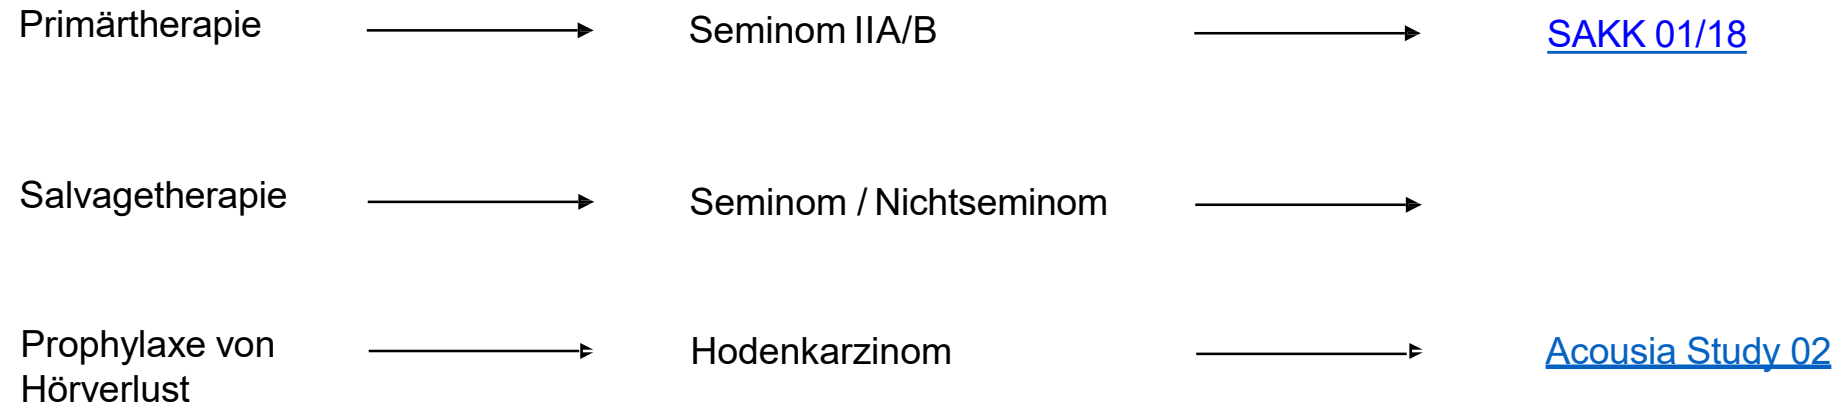 Primärtherapie Seminom IIA/B SAKK 01/18
Salvagetherapie Seminom / Nichtseminom
Prophylaxe von Hodenkarzinom Acousia Study 02
Hörverlust